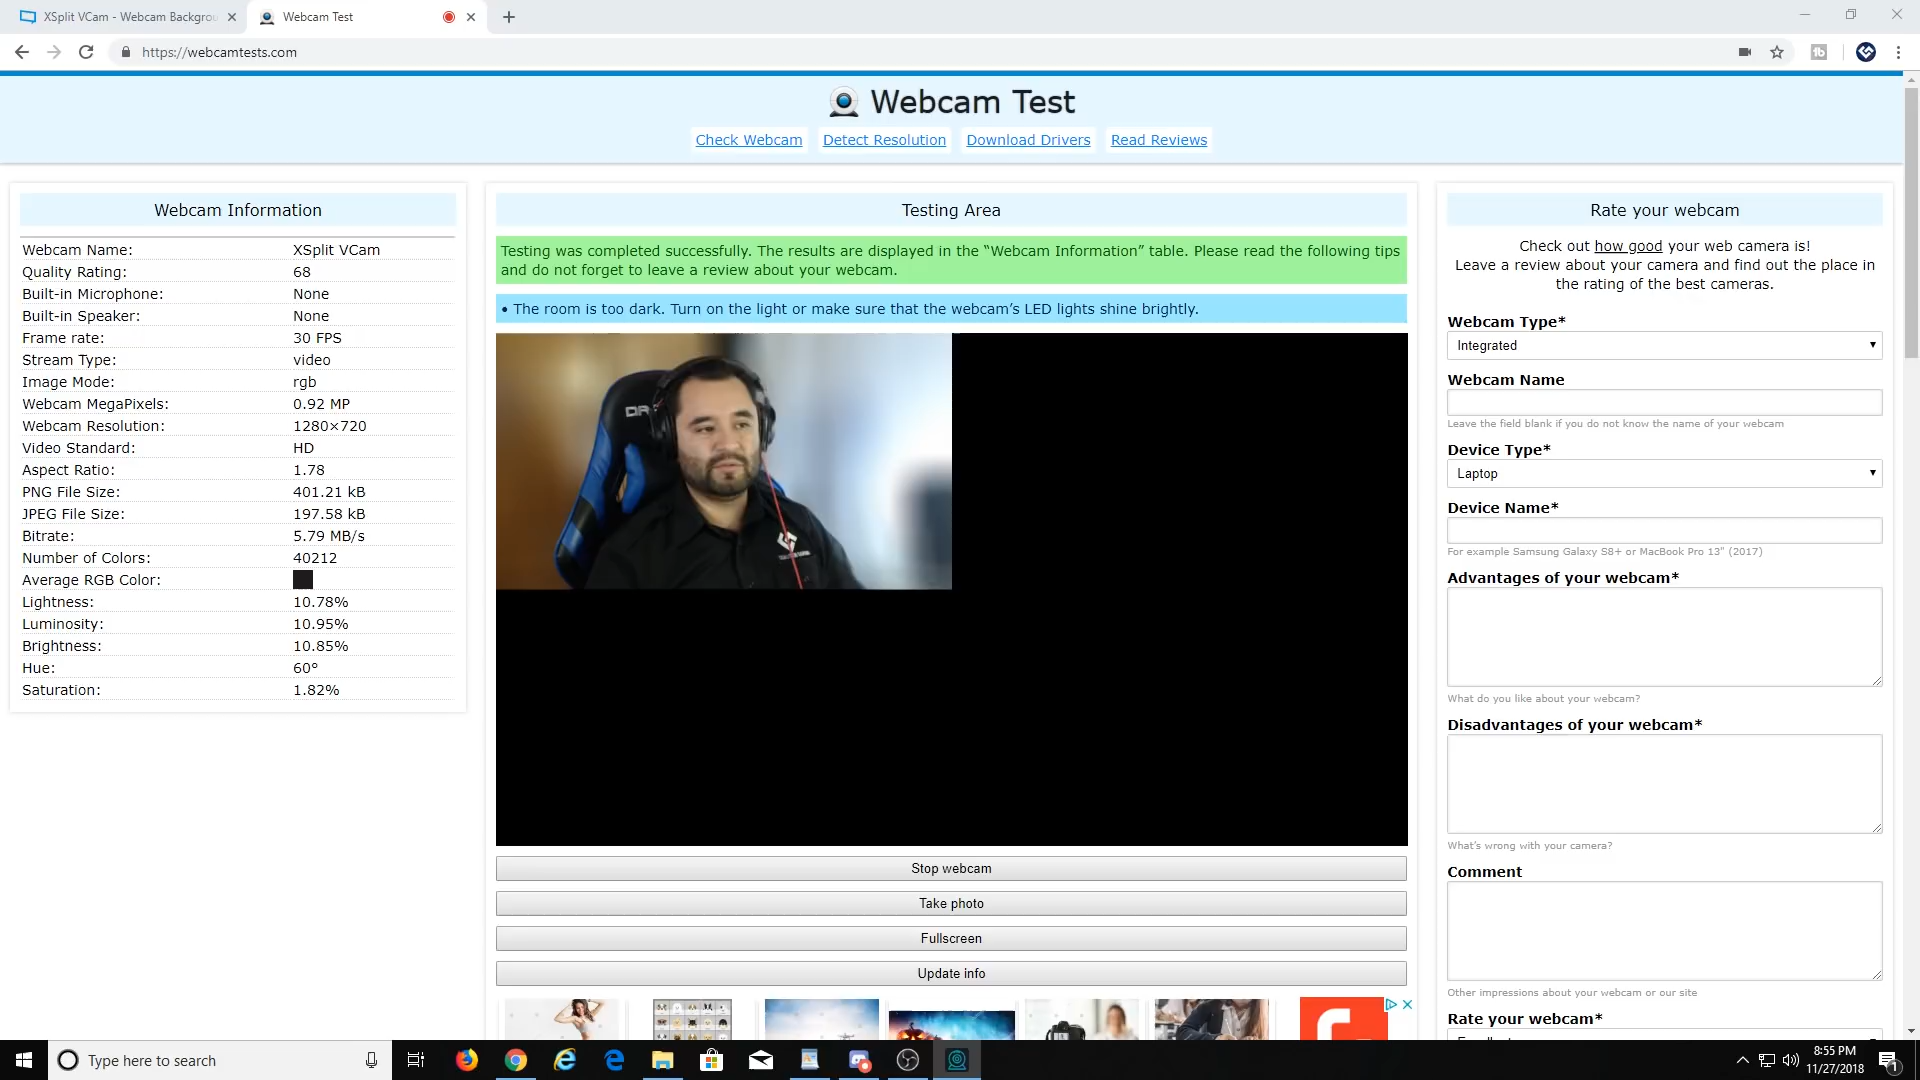 XSplit VCam - Webcam Backgrou
Webcam Test
https://webcamtests.com
Webcam Test
Check Webcam
Detect Resolution
Download Drivers
Read Reviews
Webcam Information
Webcam Name: XSplit VCam
Quality Rating: 68
Built-in Microphone: None
Built-in Speaker: None
Frame rate: 30 FPS
Stream Type: video
Image Mode: rgb
Webcam MegaPixels: 0.92 MP
Webcam Resolution: 1280×720
Video Standard: HD
Aspect Ratio: 1.78
PNG File Size: 401.21 kB
JPEG File Size: 197.58 kB
Bitrate: 5.79 MB/s
Number of Colors: 40212
Average RGB Color:
Lightness: 10.78%
Luminosity: 10.95%
Brightness: 10.85%
Hue: 60°
Saturation: 1.82%
Testing Area
Testing was completed successfully. The results are displayed in the “Webcam Information” table. Please read the following tips
and do not forget to leave a review about your webcam.
• The room is too dark. Turn on the light or make sure that the webcam’s LED lights shine brightly.
Stop webcam
Take photo
Fullscreen
Update info
Rate your webcam
Check out how good your web camera is!
Leave a review about your camera and find out the place in
the rating of the best cameras.
Webcam Type*
Integrated
Webcam Name
Leave the field blank if you do not know the name of your webcam
Device Type*
Laptop
Device Name*
For example Samsung Galaxy S8+ or MacBook Pro 13" (2017)
Advantages of your webcam*
What do you like about your webcam?
Disadvantages of your webcam*
What’s wrong with your camera?
Comment
Other impressions about your webcam or our site
Rate your webcam*
Type here to search
8:55 PM
11/27/2018
1